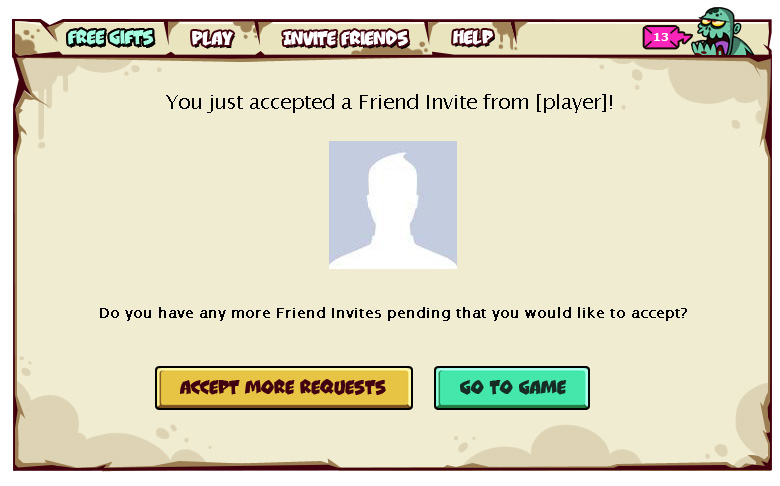 FREE GIFTS
PLAY
INVITE FRIENDS
HELP
13
You just accepted a Friend Invite from [player]!
Do you have any more Friend Invites pending that you would like to accept?
ACCEPT MORE REQUESTS
GO TO GAME